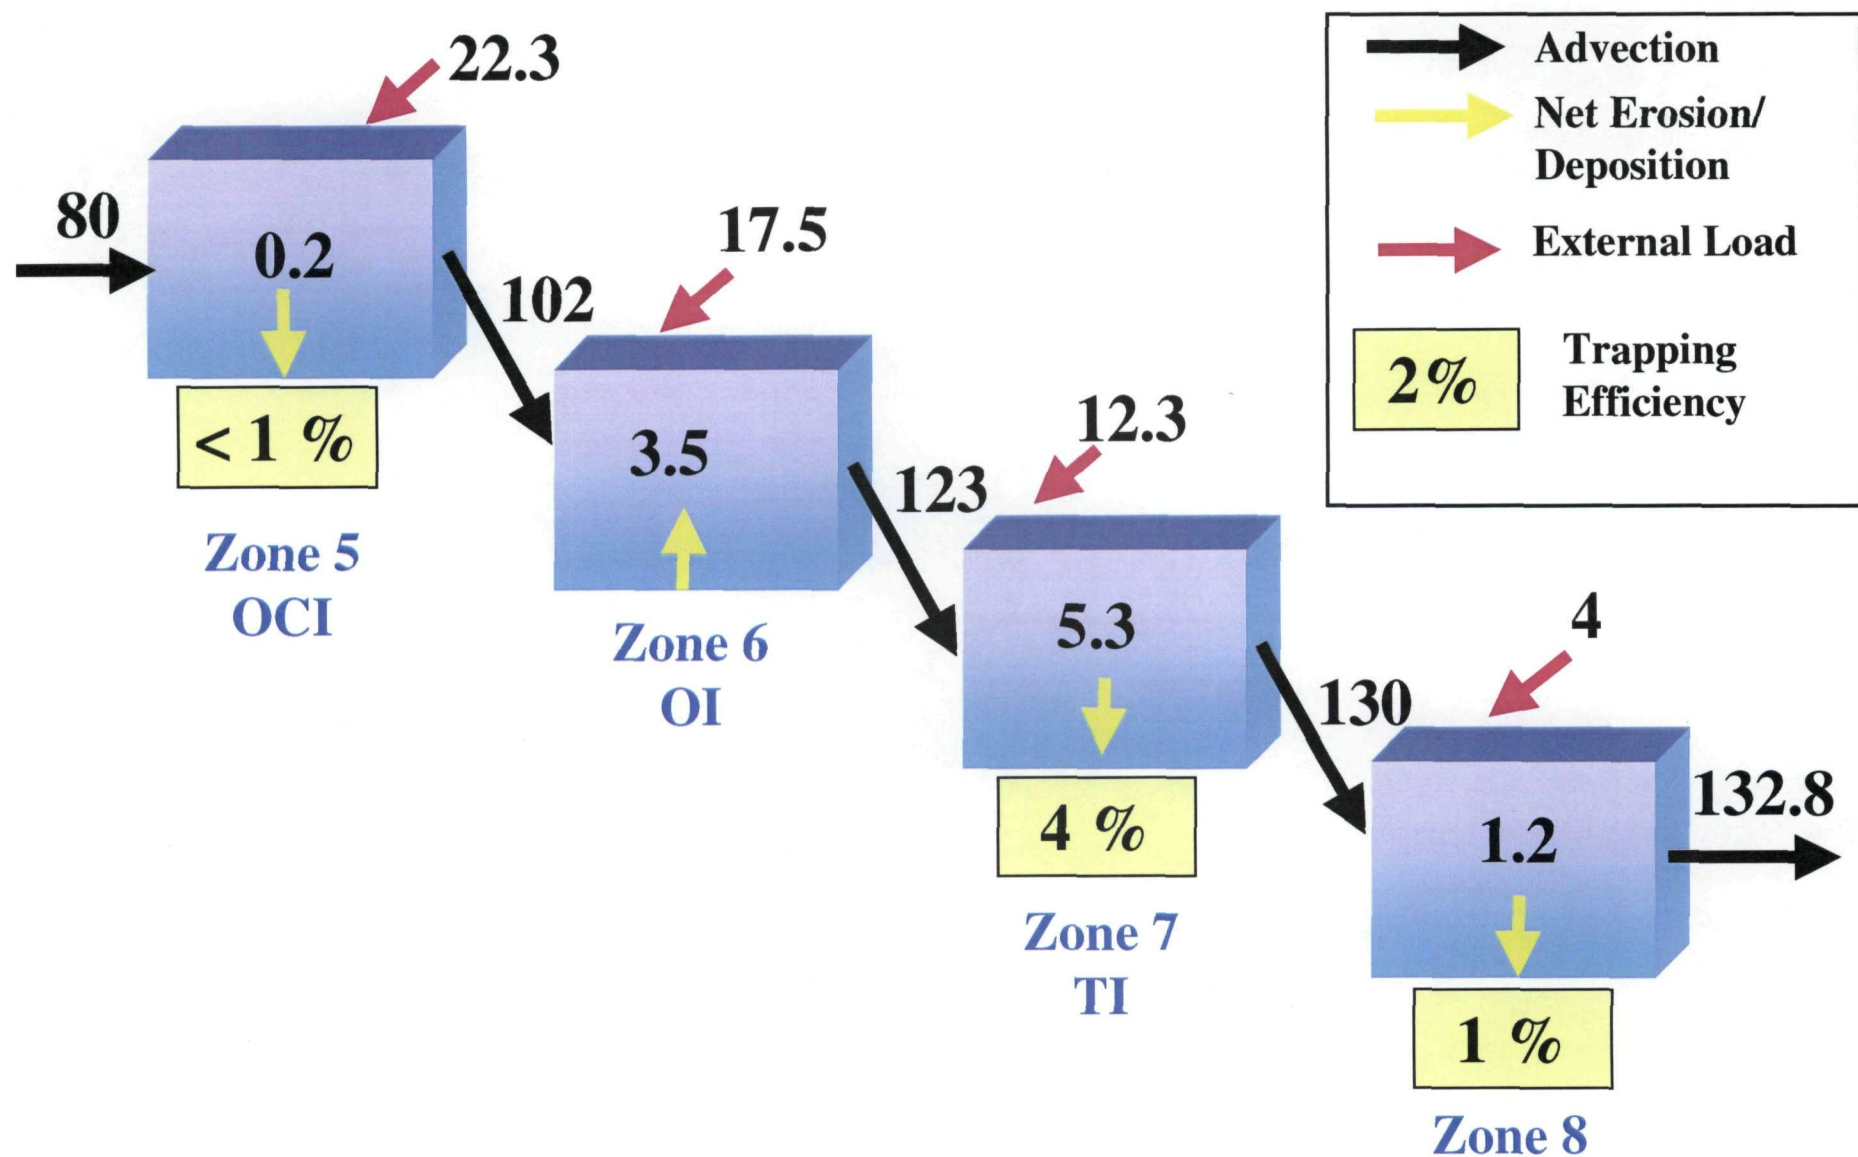 22.3
80
0.2
< 1 %
Zone 5
OCI
102
17.5
3.5
Zone 6
OI
123
12.3
5.3
4 %
Zone 7
TI
130
4
1.2
132.8
1 %
Zone 8
Advection
Net Erosion/
Deposition
External Load
2%
Trapping
Efficiency